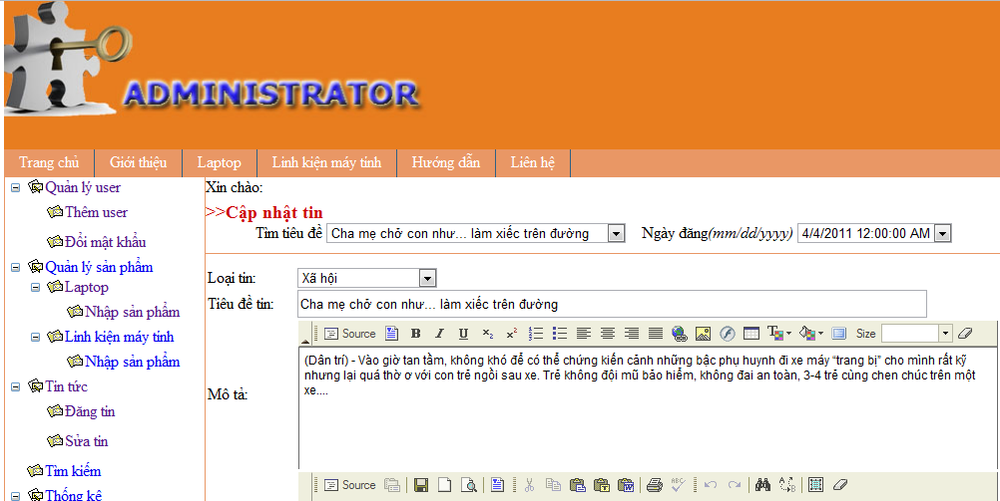 ADMINISTRATOR
Trang chủ Giới thiệu Laptop Linh kiện máy tính Hướng dẫn Liên hệ
Quản lý user
Thêm user
Đổi mật khẩu
Quản lý sản phẩm
Laptop
Nhập sản phẩm
Linh kiện máy tính
Nhập sản phẩm
Tin tức
Đăng tin
Sửa tin
Tìm kiếm
Thống kê
Xin chào:
>>Cập nhật tin
Tìm tiêu đề Cha mẹ chở con như... làm xiếc trên đường Ngày đăng(mm/dd/yyyy) 4/4/2011 12:00:00 AM
Loại tin: Xã hội
Tiêu đề tin: Cha mẹ chở con như... làm xiếc trên đường
Source B I U x₂ x² Size
Mô tả:
(Dân trí) - Vào giờ tan tầm, không khó để có thể chứng kiến cảnh những bậc phụ huynh đi xe máy “trang bị” cho mình rất kỹ
nhưng lại quá thờ ơ với con trẻ ngồi sau xe. Trẻ không đội mũ bảo hiểm, không đai an toàn, 3-4 trẻ cùng chen chúc trên một
xe....
Source